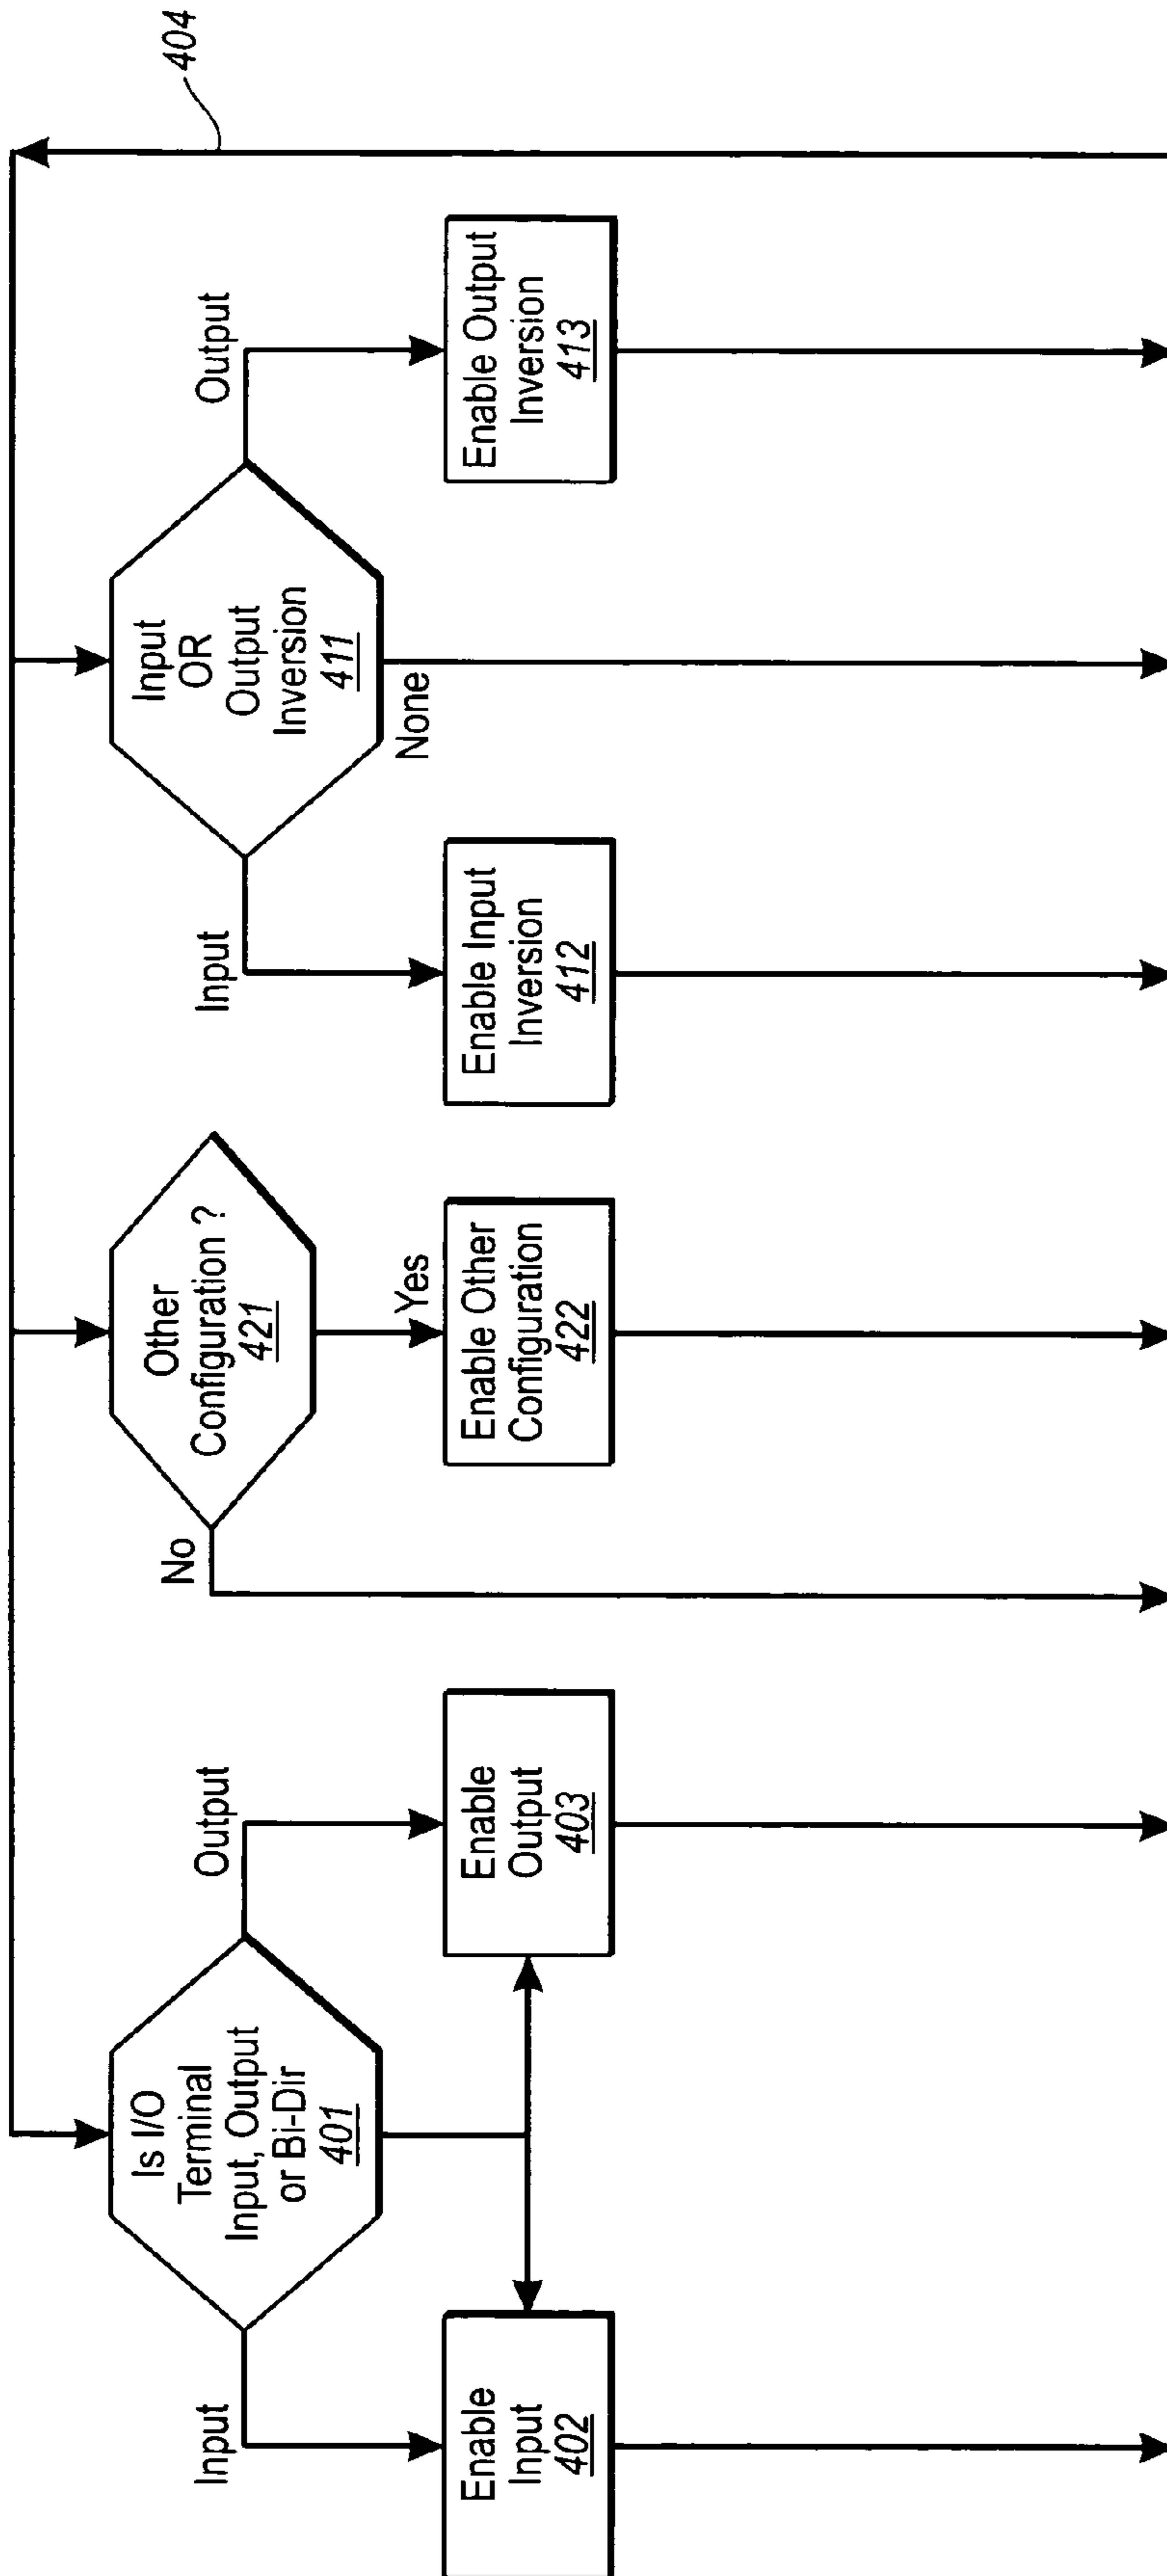 404
Is I/O
Terminal
Input, Output
or Bi-Dir
401
Input
Output
Enable
Input
402
Enable
Output
403
Other
Configuration ?
421
No
Yes
Enable Other
Configuration
422
Input
OR
Output
Inversion
411
Input
None
Output
Enable Input
Inversion
412
Enable Output
Inversion
413